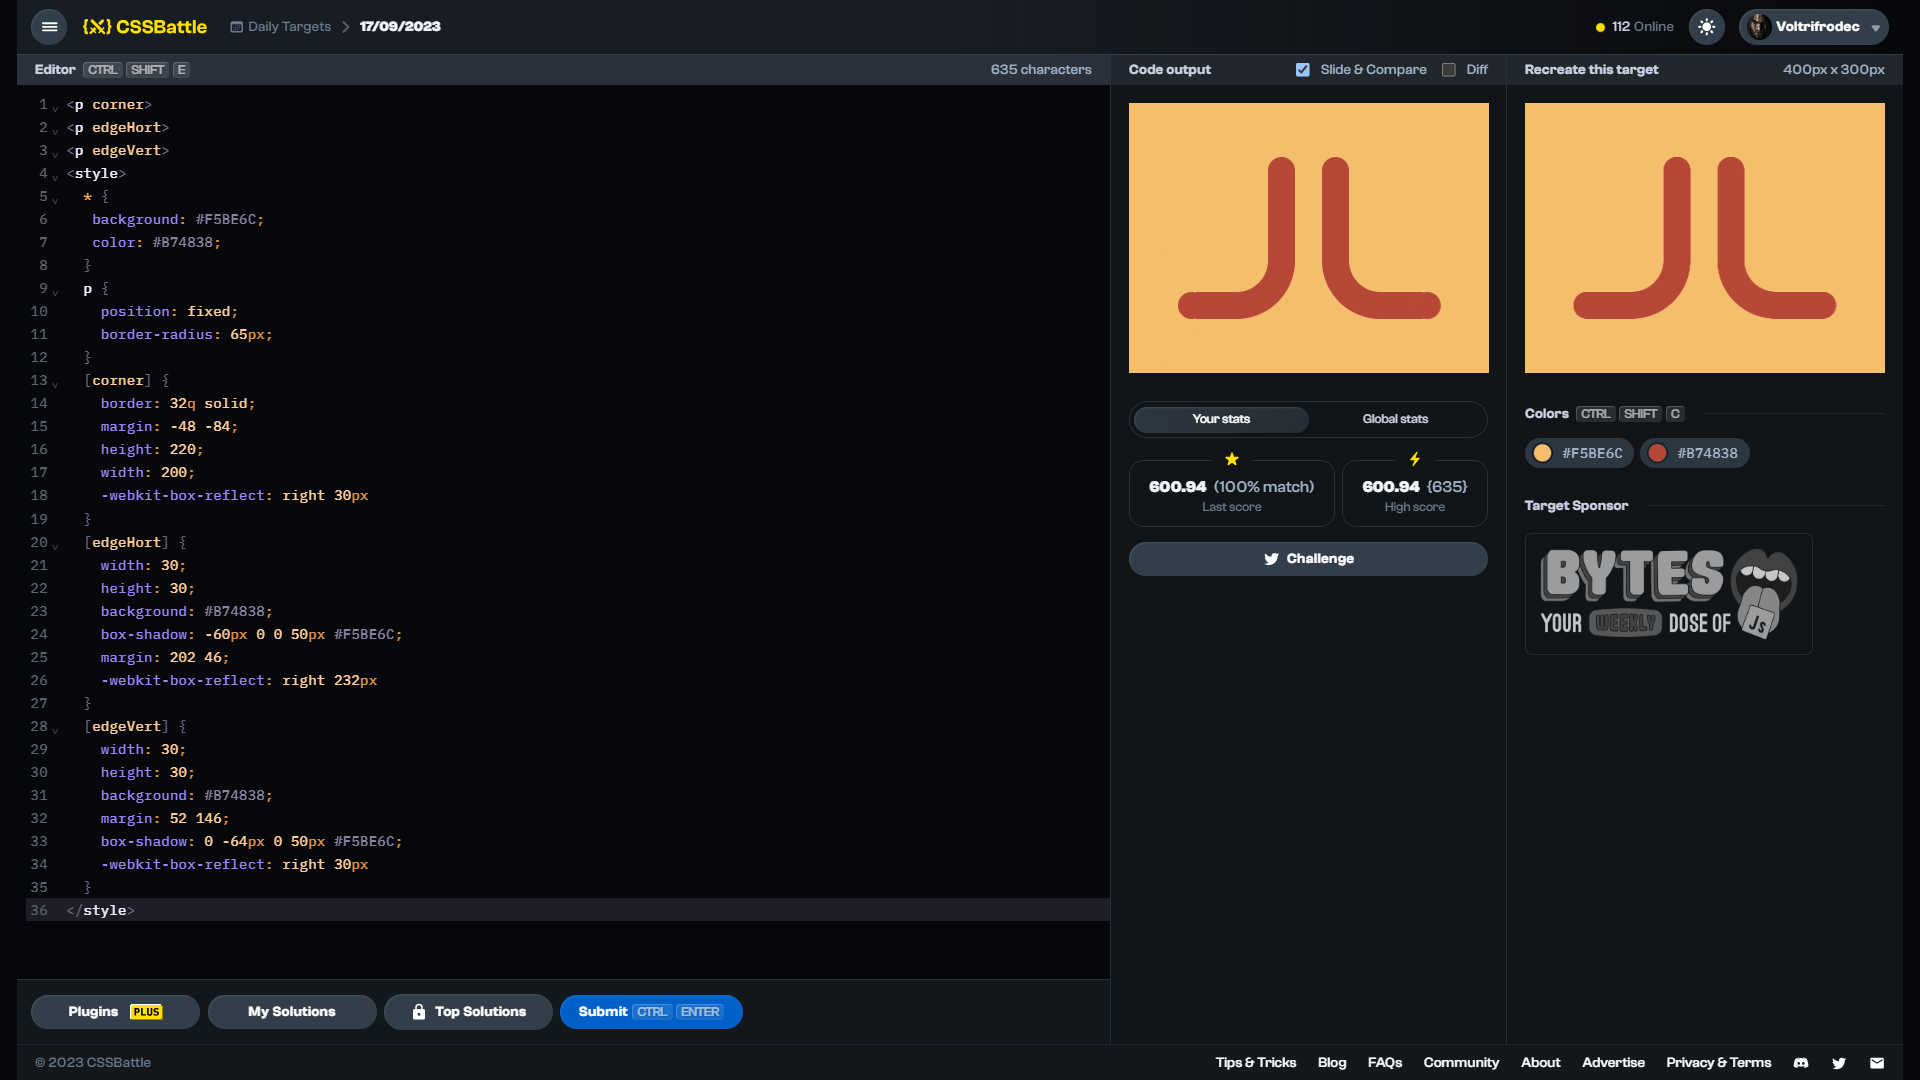 CSSBattle
Daily Targets
17/09/2023
112 Online
Voltrifrodec
Editor CTRL SHIFT E
635 characters
Code output
Slide & Compare
Diff
Recreate this target
400px x 300px
1 <p corner>
2 <p edgeHort>
3 <p edgeVert>
4 <style>
5 * {
6 background: #F5BE6C;
7 color: #B74838;
8 }
9 p {
10 position: fixed;
11 border-radius: 65px;
12 }
13 [corner] {
14 border: 32q solid;
15 margin: -48 -84;
16 height: 220;
17 width: 200;
18 -webkit-box-reflect: right 30px
19 }
20 [edgeHort] {
21 width: 30;
22 height: 30;
23 background: #B74838;
24 box-shadow: -60px 0 0 50px #F5BE6C;
25 margin: 202 46;
26 -webkit-box-reflect: right 232px
27 }
28 [edgeVert] {
29 width: 30;
30 height: 30;
31 background: #B74838;
32 margin: 52 146;
33 box-shadow: 0 -64px 0 50px #F5BE6C;
34 -webkit-box-reflect: right 30px
35 }
36 </style>
Your stats
Global stats
600.94 (100% match)
Last score
600.94 {635}
High score
Challenge
Colors CTRL SHIFT C
#F5BE6C
#B74838
Target Sponsor
BYTES
YOUR WEEKLY DOSE OF
JS
Plugins PLUS
My Solutions
Top Solutions
Submit CTRL ENTER
© 2023 CSSBattle
Tips & Tricks
Blog
FAQs
Community
About
Advertise
Privacy & Terms